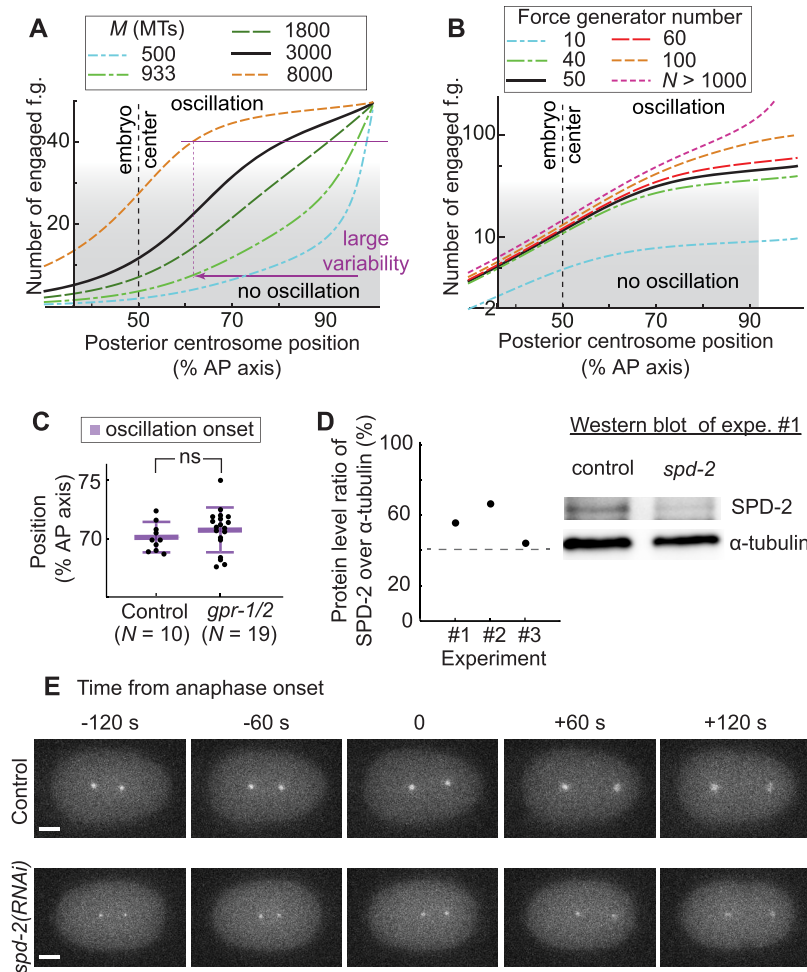 A
M (MTs)
500
933
1800
3000
8000
oscillation
embryo
center
large
variability
no oscillation
Number of engaged f.g.
40
20
50
70
90
Posterior centrosome position
(% AP axis)
B
Force generator number
10
40
50
60
100
N > 1000
oscillation
embryo
center
no oscillation
Number of engaged f.g.
100
10
2
50
70
90
Posterior centrosome position
(% AP axis)
C
oscillation onset
ns
Position
(% AP axis)
75
70
Control
(N = 10)
gpr-1/2
(N = 19)
D
Protein level ratio of
SPD-2 over α-tubulin (%)
100
60
40
0
#1 #2 #3
Experiment
Western blot of expe. #1
control spd-2
SPD-2
α-tubulin
E Time from anaphase onset
-120 s -60 s 0 +60 s +120 s
Control
spd-2(RNAi)